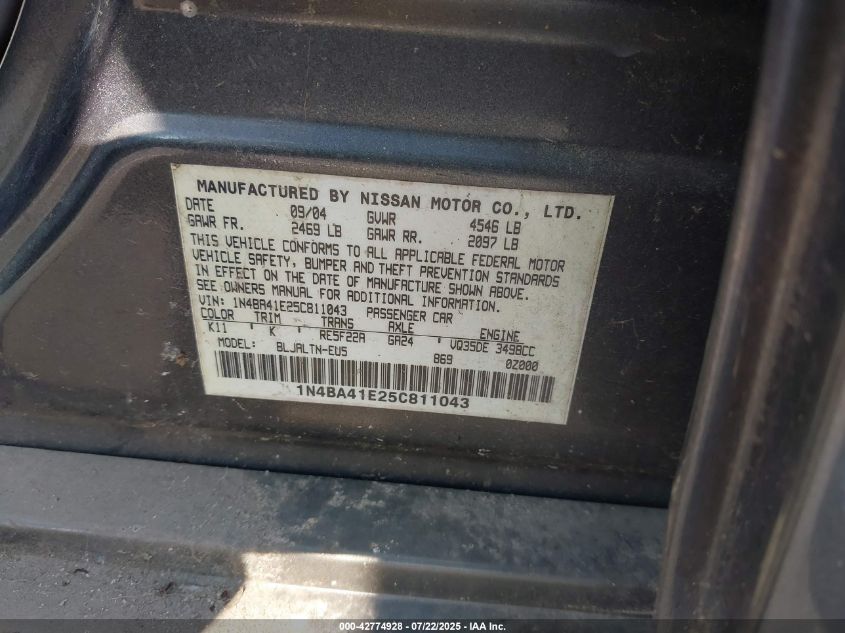 MANUFACTURED BY NISSAN MOTOR CO., LTD.
DATE 09/04 GVWR 4546 LB
GAWR FR. 2469 LB GAWR RR. 2097 LB
THIS VEHICLE CONFORMS TO ALL APPLICABLE FEDERAL MOTOR
VEHICLE SAFETY, BUMPER AND THEFT PREVENTION STANDARDS
IN EFFECT ON THE DATE OF MANUFACTURE SHOWN ABOVE.
SEE OWNERS MANUAL FOR ADDITIONAL INFORMATION.
VIN: 1N4BA41E25C811043 PASSENGER CAR
COLOR TRIM TRANS AXLE ENGINE
K11 K RE5F22A GA24 VQ35DE 3498CC
MODEL: BLJALTN-EU5 869 0Z000
1N4BA41E25C811043
000-42774928 - 07/22/2025 - IAA Inc.